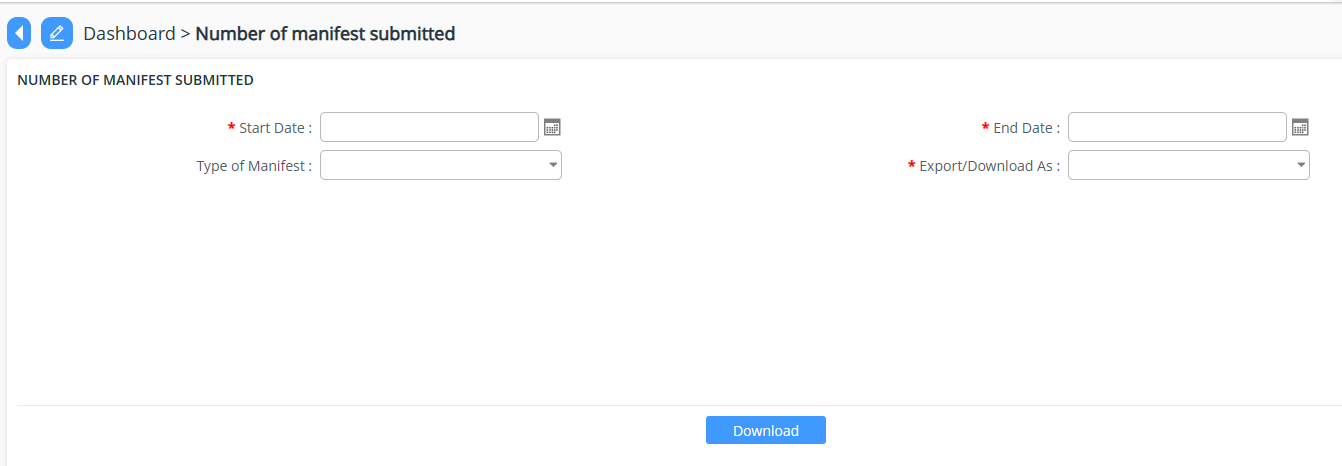 Dashboard > Number of manifest submitted
NUMBER OF MANIFEST SUBMITTED
* Start Date :
* End Date :
Type of Manifest :
* Export/Download As :
Download